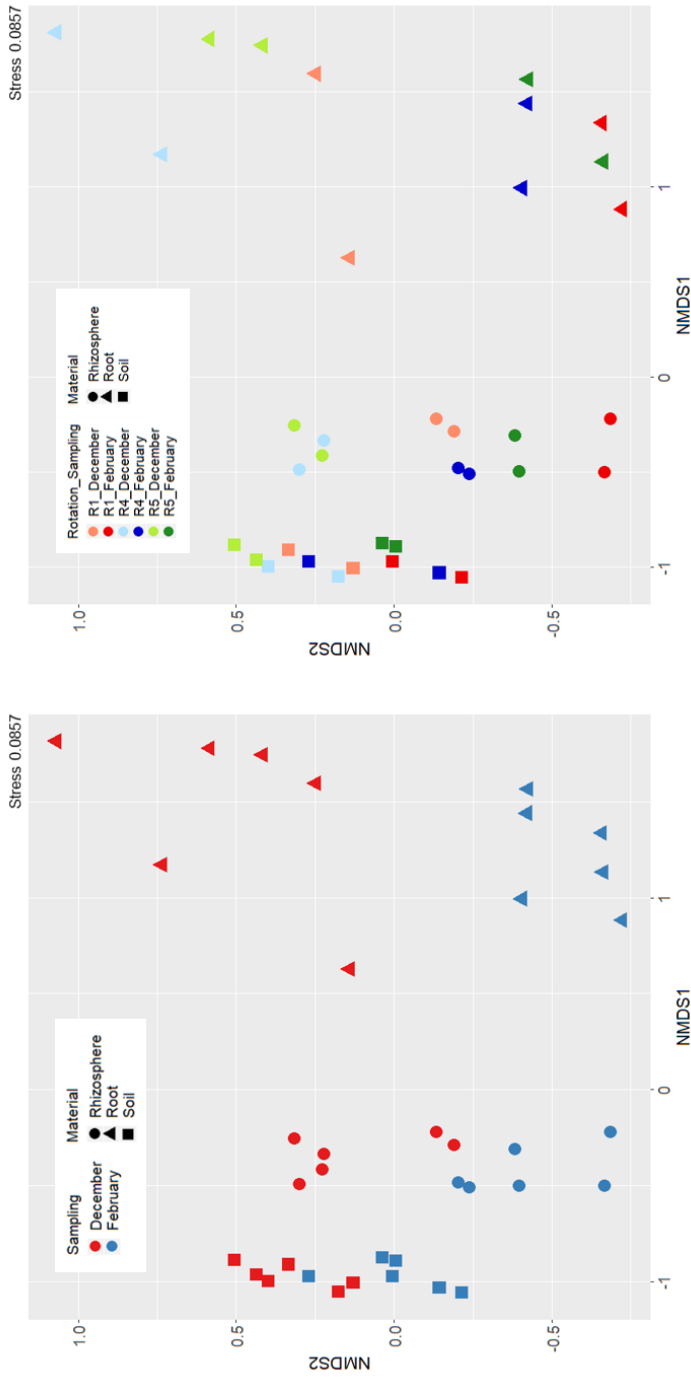 Stress 0.0857
Sampling
December
February
Material
Rhizosphere
Root
Soil
NMDS2
1.0
0.5
0.0
-0.5
-1
0
1
NMDS1
Stress 0.0857
Rotation_Sampling
R1_December
R1_February
R4_December
R4_February
R5_December
R5_February
Material
Rhizosphere
Root
Soil
NMDS2
1.0
0.5
0.0
-0.5
-1
0
1
NMDS1